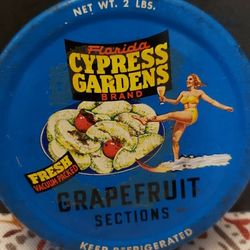 NET WT. 2 LBS.
Florida
CYPRESS
GARDENS
BRAND
FRESH
VACUUM PACKED
GRAPEFRUIT
SECTIONS
KEEP REFRIGERATED